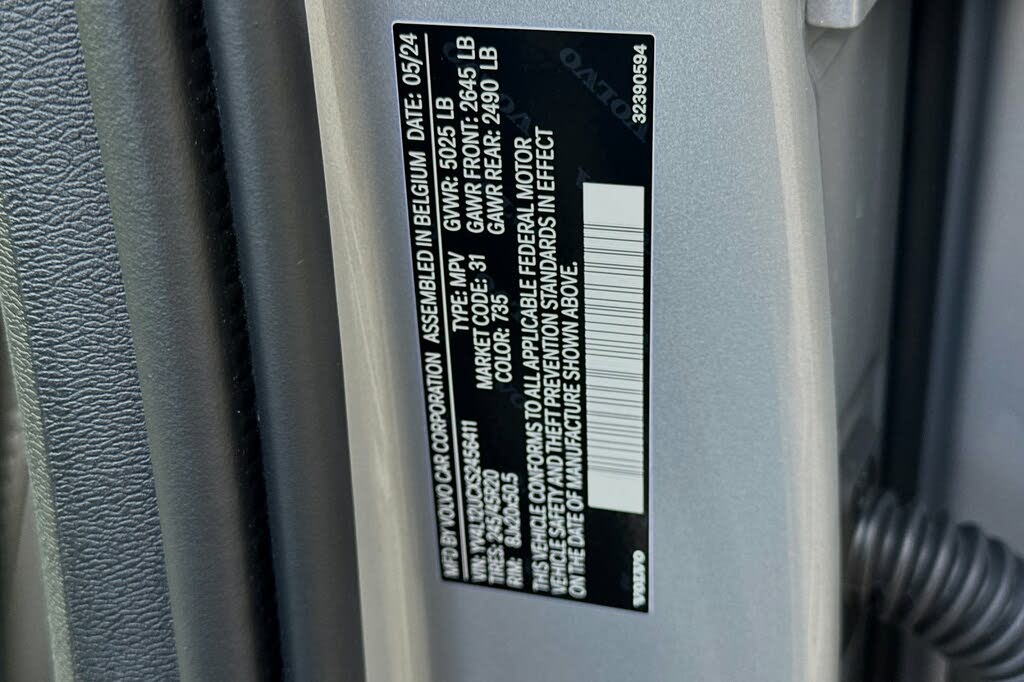 MFD BY VOLVO CAR CORPORATION ASSEMBLED IN BELGIUM DATE: 05/24
VIN: YV4L12UCXS2456411 TYPE: MPV GVWR: 5025 LB
TIRES: 245/45R20 MARKET CODE: 31 GAWR FRONT: 2645 LB
RIM: 8Jx20x50.5 COLOR: 735 GAWR REAR: 2490 LB
THIS VEHICLE CONFORMS TO ALL APPLICABLE FEDERAL MOTOR
VEHICLE SAFETY AND THEFT PREVENTION STANDARDS IN EFFECT
ON THE DATE OF MANUFACTURE SHOWN ABOVE.
VOLVO 32390594